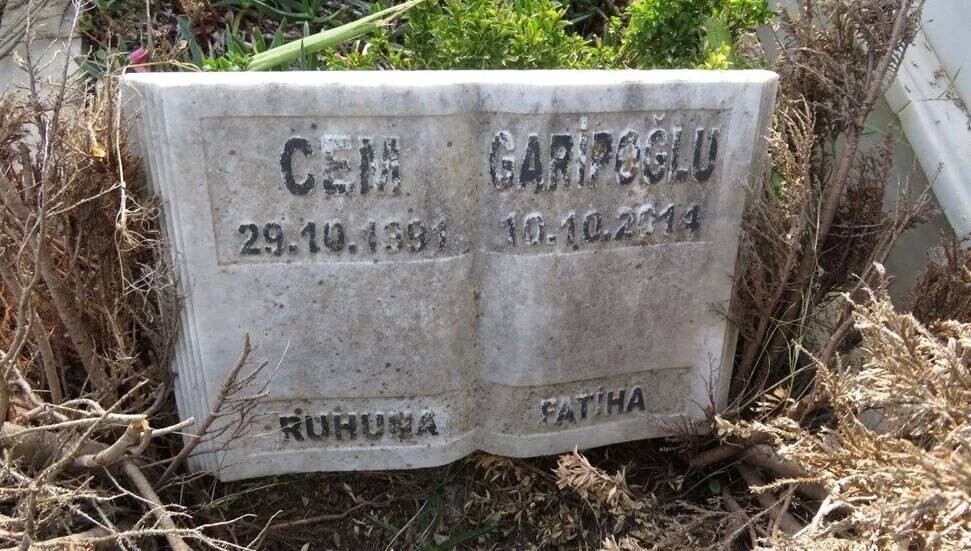 CEM GARİPOĞLU
29.10.1991 10.10.2014
RUHUNA FATİHA